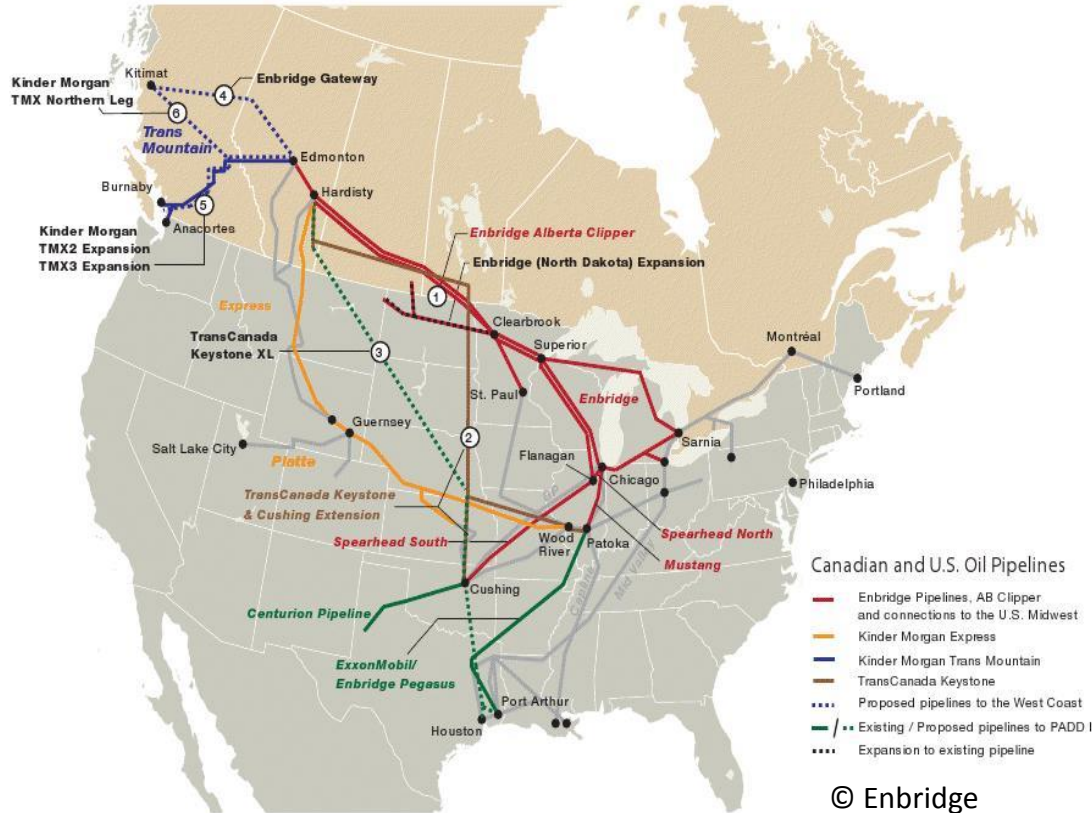 Kinder Morgan
TMX Northern Leg
Kitimat
4
Enbridge Gateway
6
Trans
Mountain
Edmonton
Burnaby
Hardisty
5
Anacortes
Kinder Morgan
TMX2 Expansion
TMX3 Expansion
Enbridge Alberta Clipper
Enbridge (North Dakota) Expansion
1
Express
Clearbrook
TransCanada
Keystone XL
3
Superior
Montréal
Portland
St. Paul
Enbridge
Guernsey
Salt Lake City
2
Sarnia
Platte
Flanagan
Chicago
Philadelphia
TransCanada Keystone
& Cushing Extension
GP
Spearhead South
Wood
River
Patoka
Spearhead North
Mustang
Capline
Mid Valley
Cushing
Centurion Pipeline
ExxonMobil/
Enbridge Pegasus
Port Arthur
Houston
Canadian and U.S. Oil Pipelines
Enbridge Pipelines, AB Clipper
and connections to the U.S. Midwest
Kinder Morgan Express
Kinder Morgan Trans Mountain
TransCanada Keystone
Proposed pipelines to the West Coast
/ Existing / Proposed pipelines to PADD I
Expansion to existing pipeline
© Enbridge